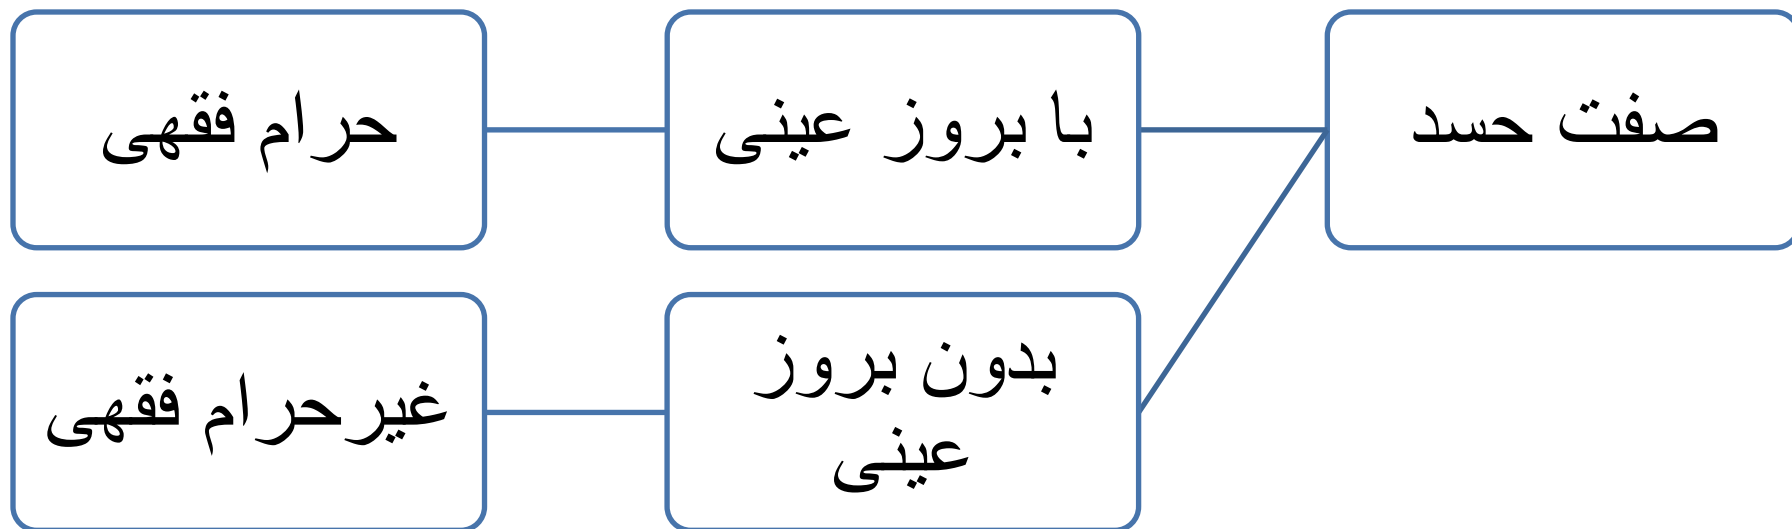 صفت حسد
با بروز عینی
حرام فقهی
بدون بروز
عینی
غیرحرام فقهی